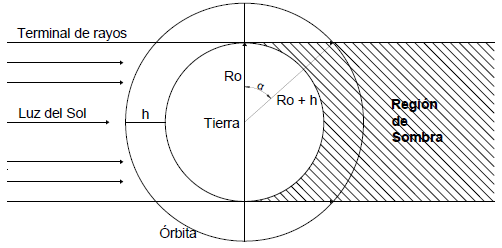 Terminal de rayos
Ro
α
Ro + h
Luz del Sol
h
Tierra
Región
de
Sombra
Órbita